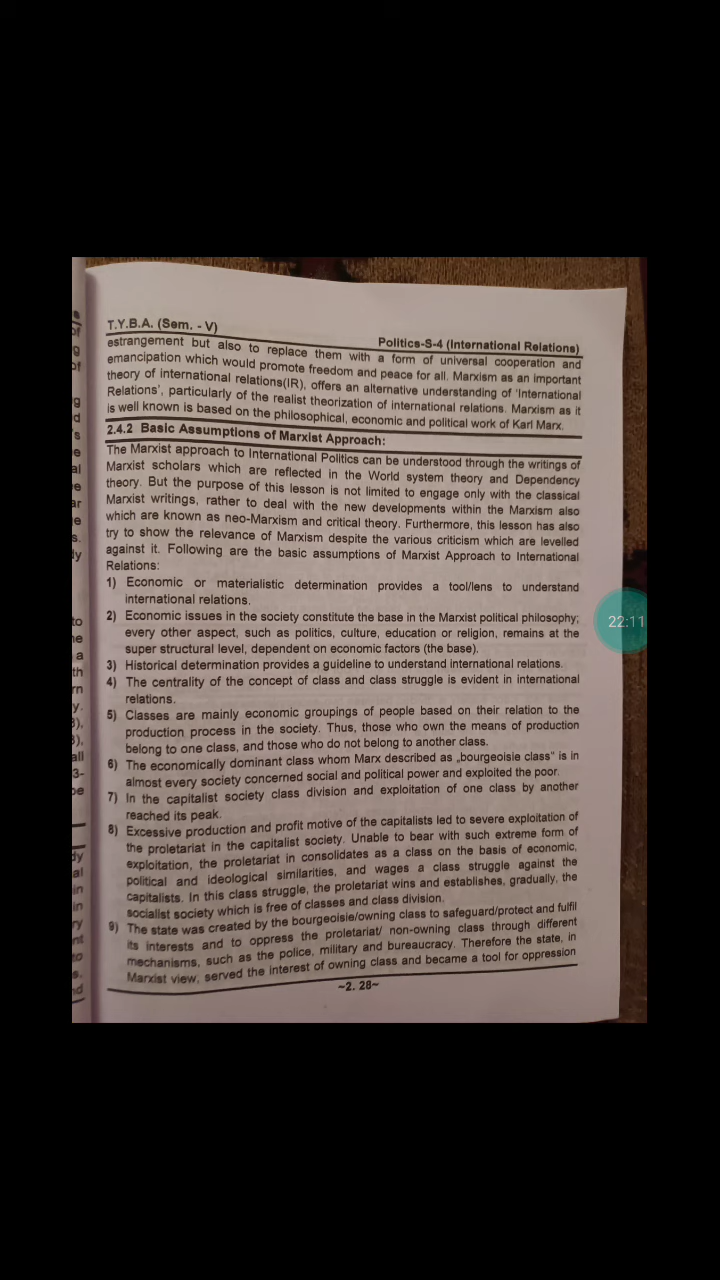 T.Y.B.A. (Sem. - V)
Politics-S-4 (International Relations)
estrangement but also to replace them with a form of universal cooperation and
emancipation which would promote freedom and peace for all. Marxism as an important
theory of international relations(IR), offers an alternative understanding of 'International
Relations', particularly of the realist theorization of international relations. Marxism as it
is well known is based on the philosophical, economic and political work of Karl Marx.
2.4.2 Basic Assumptions of Marxist Approach:
The Marxist approach to International Politics can be understood through the writings of
Marxist scholars which are reflected in the World system theory and Dependency
theory. But the purpose of this lesson is not limited to engage only with the classical
Marxist writings, rather to deal with the new developments within the Marxism also
which are known as neo-Marxism and critical theory. Furthermore, this lesson has also
try to show the relevance of Marxism despite the various criticism which are levelled
against it. Following are the basic assumptions of Marxist Approach to International
Relations:
1) Economic or materialistic determination provides a tool/lens to understand
international relations.
2) Economic issues in the society constitute the base in the Marxist political philosophy;
every other aspect, such as politics, culture, education or religion, remains at the
super structural level, dependent on economic factors (the base).
3) Historical determination provides a guideline to understand international relations.
4) The centrality of the concept of class and class struggle is evident in international
relations.
5) Classes are mainly economic groupings of people based on their relation to the
production process in the society. Thus, those who own the means of production
belong to one class, and those who do not belong to another class.
6) The economically dominant class whom Marx described as „bourgeoisie class" is in
almost every society concerned social and political power and exploited the poor.
7) In the capitalist society class division and exploitation of one class by another
reached its peak.
8) Excessive production and profit motive of the capitalists led to severe exploitation of
the proletariat in the capitalist society. Unable to bear with such extreme form of
exploitation, the proletariat in consolidates as a class on the basis of economic,
political and ideological similarities, and wages a class struggle against the
capitalists. In this class struggle, the proletariat wins and establishes, gradually, the
socialist society which is free of classes and class division.
9) The state was created by the bourgeoisie/owning class to safeguard/protect and fulfil
its interests and to oppress the proletariat/ non-owning class through different
mechanisms, such as the police, military and bureaucracy. Therefore the state, in
Marxist view, served the interest of owning class and became a tool for oppression
~2. 28~
22:11